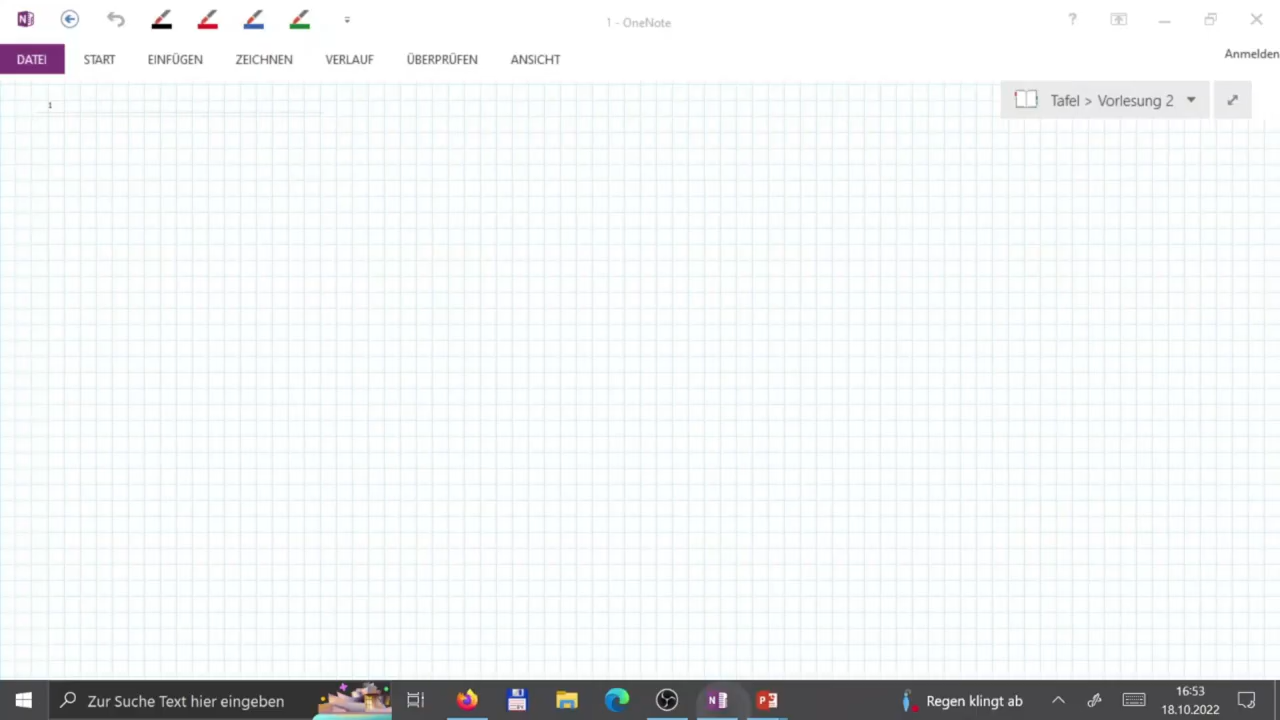 1 - OneNote
DATEI START EINFÜGEN ZEICHNEN VERLAUF ÜBERPRÜFEN ANSICHT
Anmelden
1
Tafel > Vorlesung 2
Zur Suche Text hier eingeben
Regen klingt ab
16:53
18.10.2022